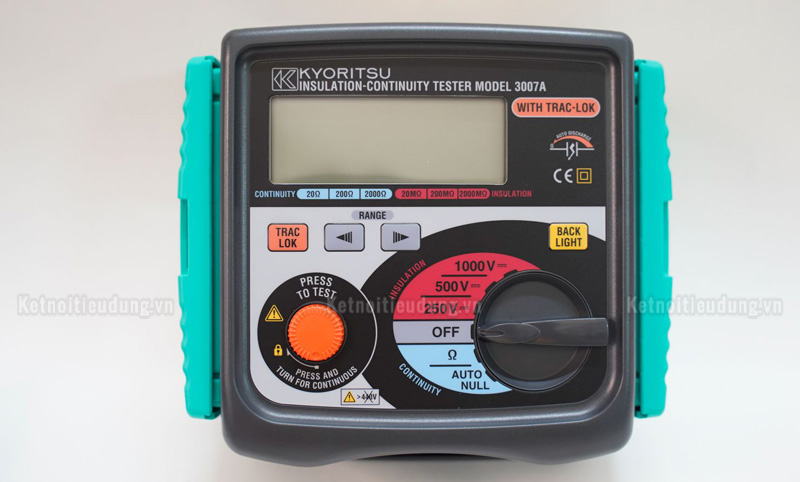 KYORITSU
INSULATION-CONTINUITY TESTER MODEL 3007A
WITH TRAC-LOK
AUTO DISCHARGE
CE
CONTINUITY 20Ω 200Ω 2000Ω 20MΩ 200MΩ 2000MΩ INSULATION
RANGE
TRAC
LOK
BACK
LIGHT
PRESS
TO TEST
PRESS AND
TURN FOR CONTINUOUS
>440V
INSULATION
1000V
500V
250V
OFF
Ω
AUTO
NULL
CONTINUITY
Ketnoitieudung.vn
Ketnoitieudung.vn
Ketnoitieudung.vn